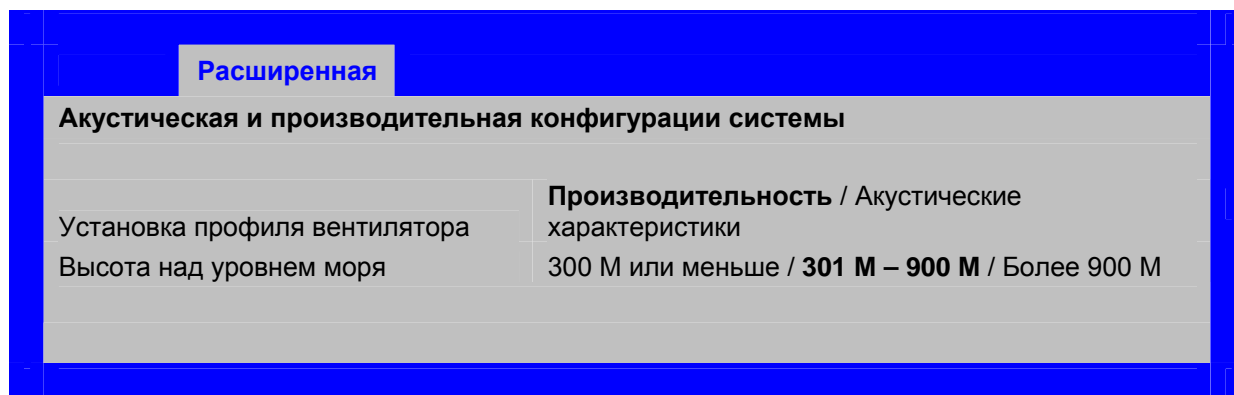 Расширенная
Акустическая и производительная конфигурации системы
Производительность / Акустические
Установка профиля вентилятора характеристики
Высота над уровнем моря 300 М или меньше / 301 М – 900 М / Более 900 М